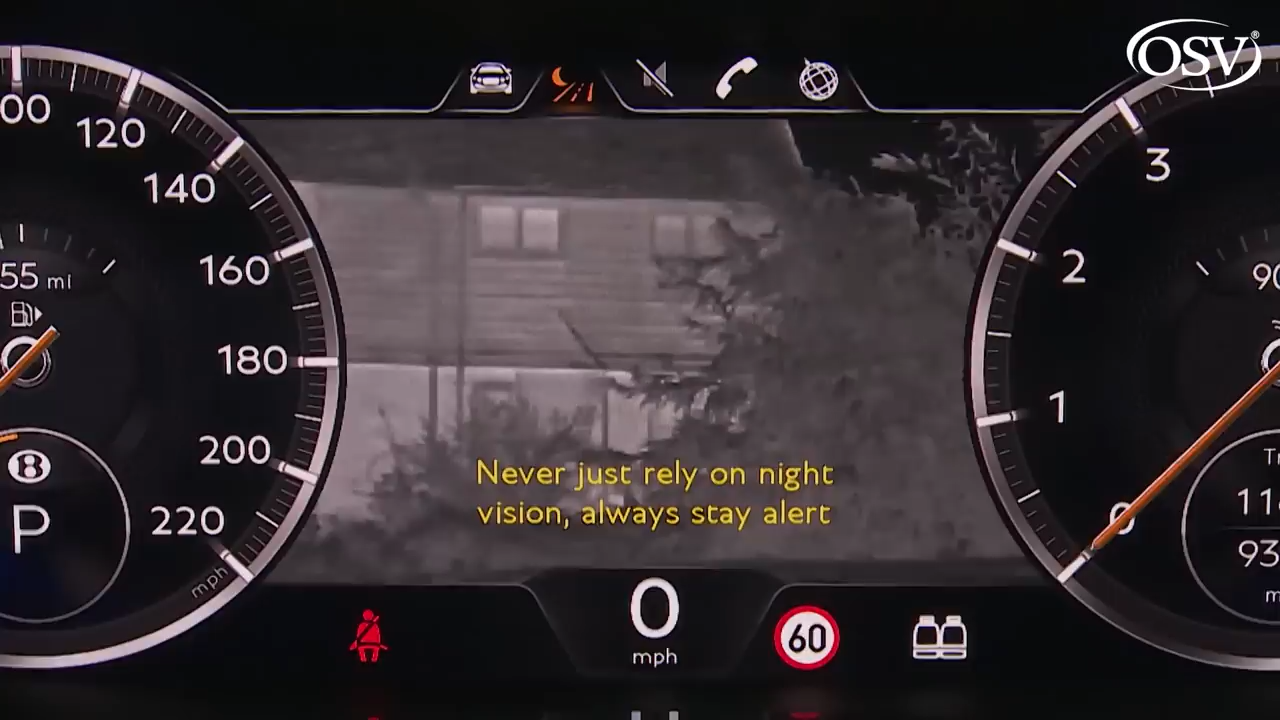 OSV®
00
120
140
160
180
200
220
mph
55 mi
B
P
Never just rely on night
vision, always stay alert
0
mph
60
3
2
1
0
90
11
93
m